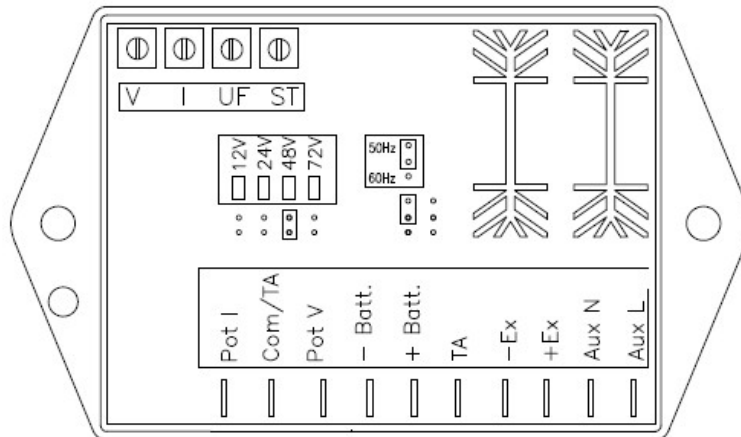 V I UF ST
12V 24V 48V 72V
50Hz
60Hz
Pot I
Com/TA
Pot V
- Batt.
+ Batt.
TA
-Ex
+Ex
Aux N
Aux L